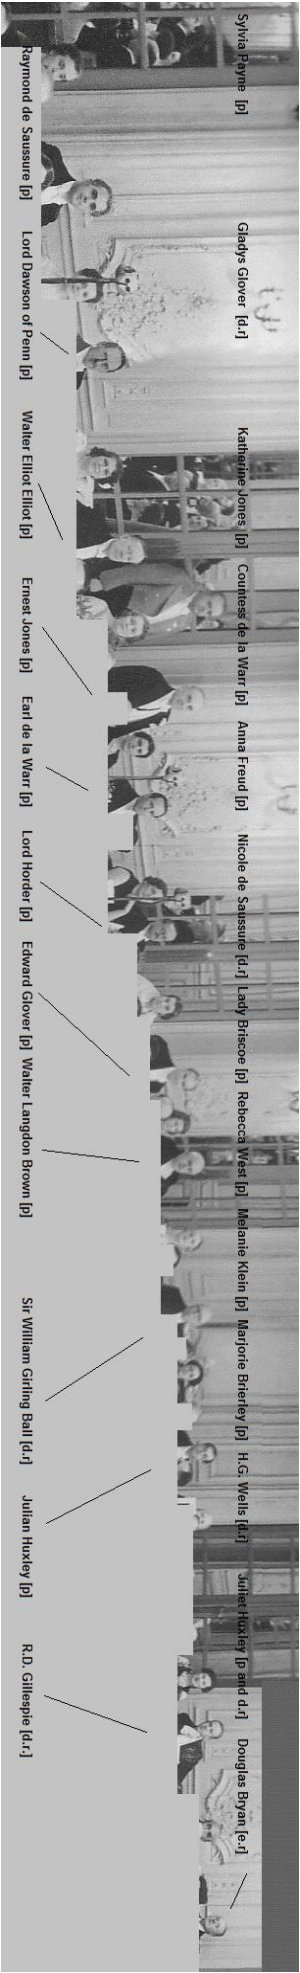 Sylvia Payne [p]
Gladys Glover [d.r]
Katherine Jones [p]
Countess de la Warr [p]
Anna Freud [p]
Nicole de Saussure [d.r]
Lady Briscoe [p]
Rebecca West [p]
Melanie Klein [p]
Marjorie Brierley [p]
H.G. Wells [d.r]
Juliet Huxley [p and d.r]
Douglas Bryan [e.r]
Raymond de Saussure [p]
Lord Dawson of Penn [p]
Walter Elliot Elliot [p]
Ernest Jones [p]
Earl de la Warr [p]
Lord Horder [p]
Edward Glover [p]
Walter Langdon Brown [p]
Sir William Girling Ball [d.r]
Julian Huxley [p]
R.D. Gillespie [d.r.]